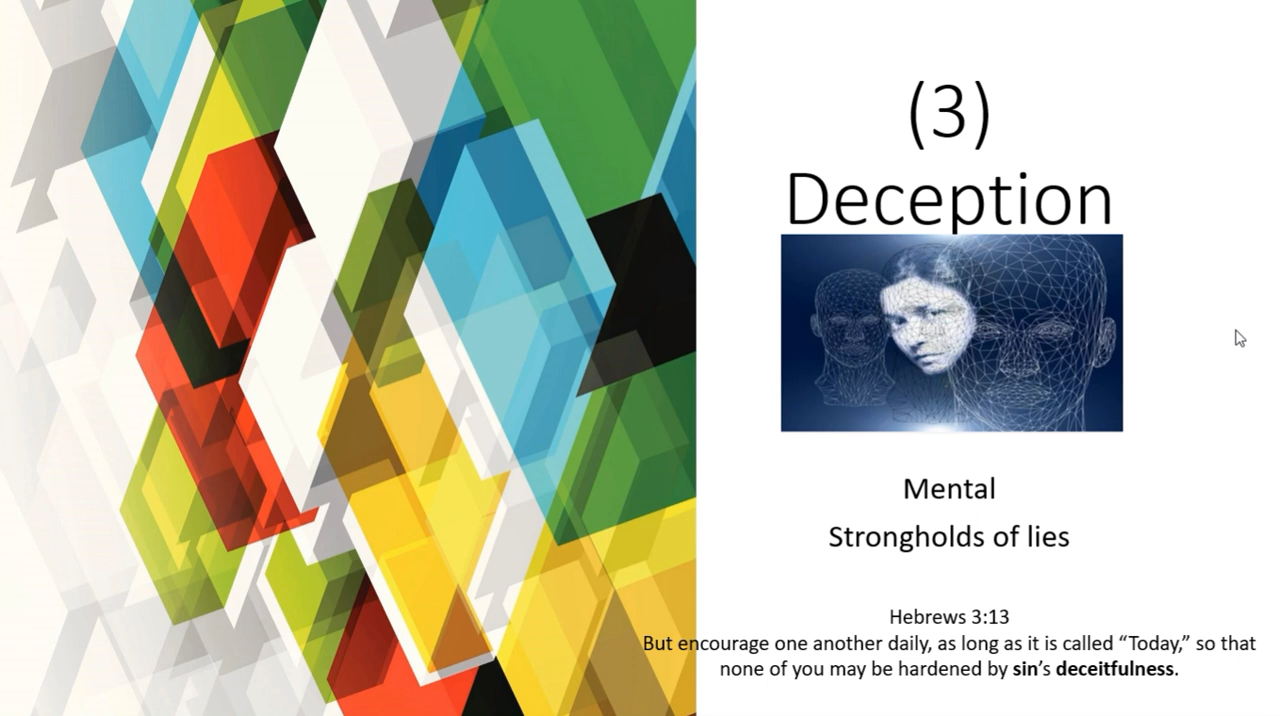 (3)
Deception
Mental
Strongholds of lies
Hebrews 3:13
But encourage one another daily, as long as it is called “Today,” so that
none of you may be hardened by sin’s deceitfulness.